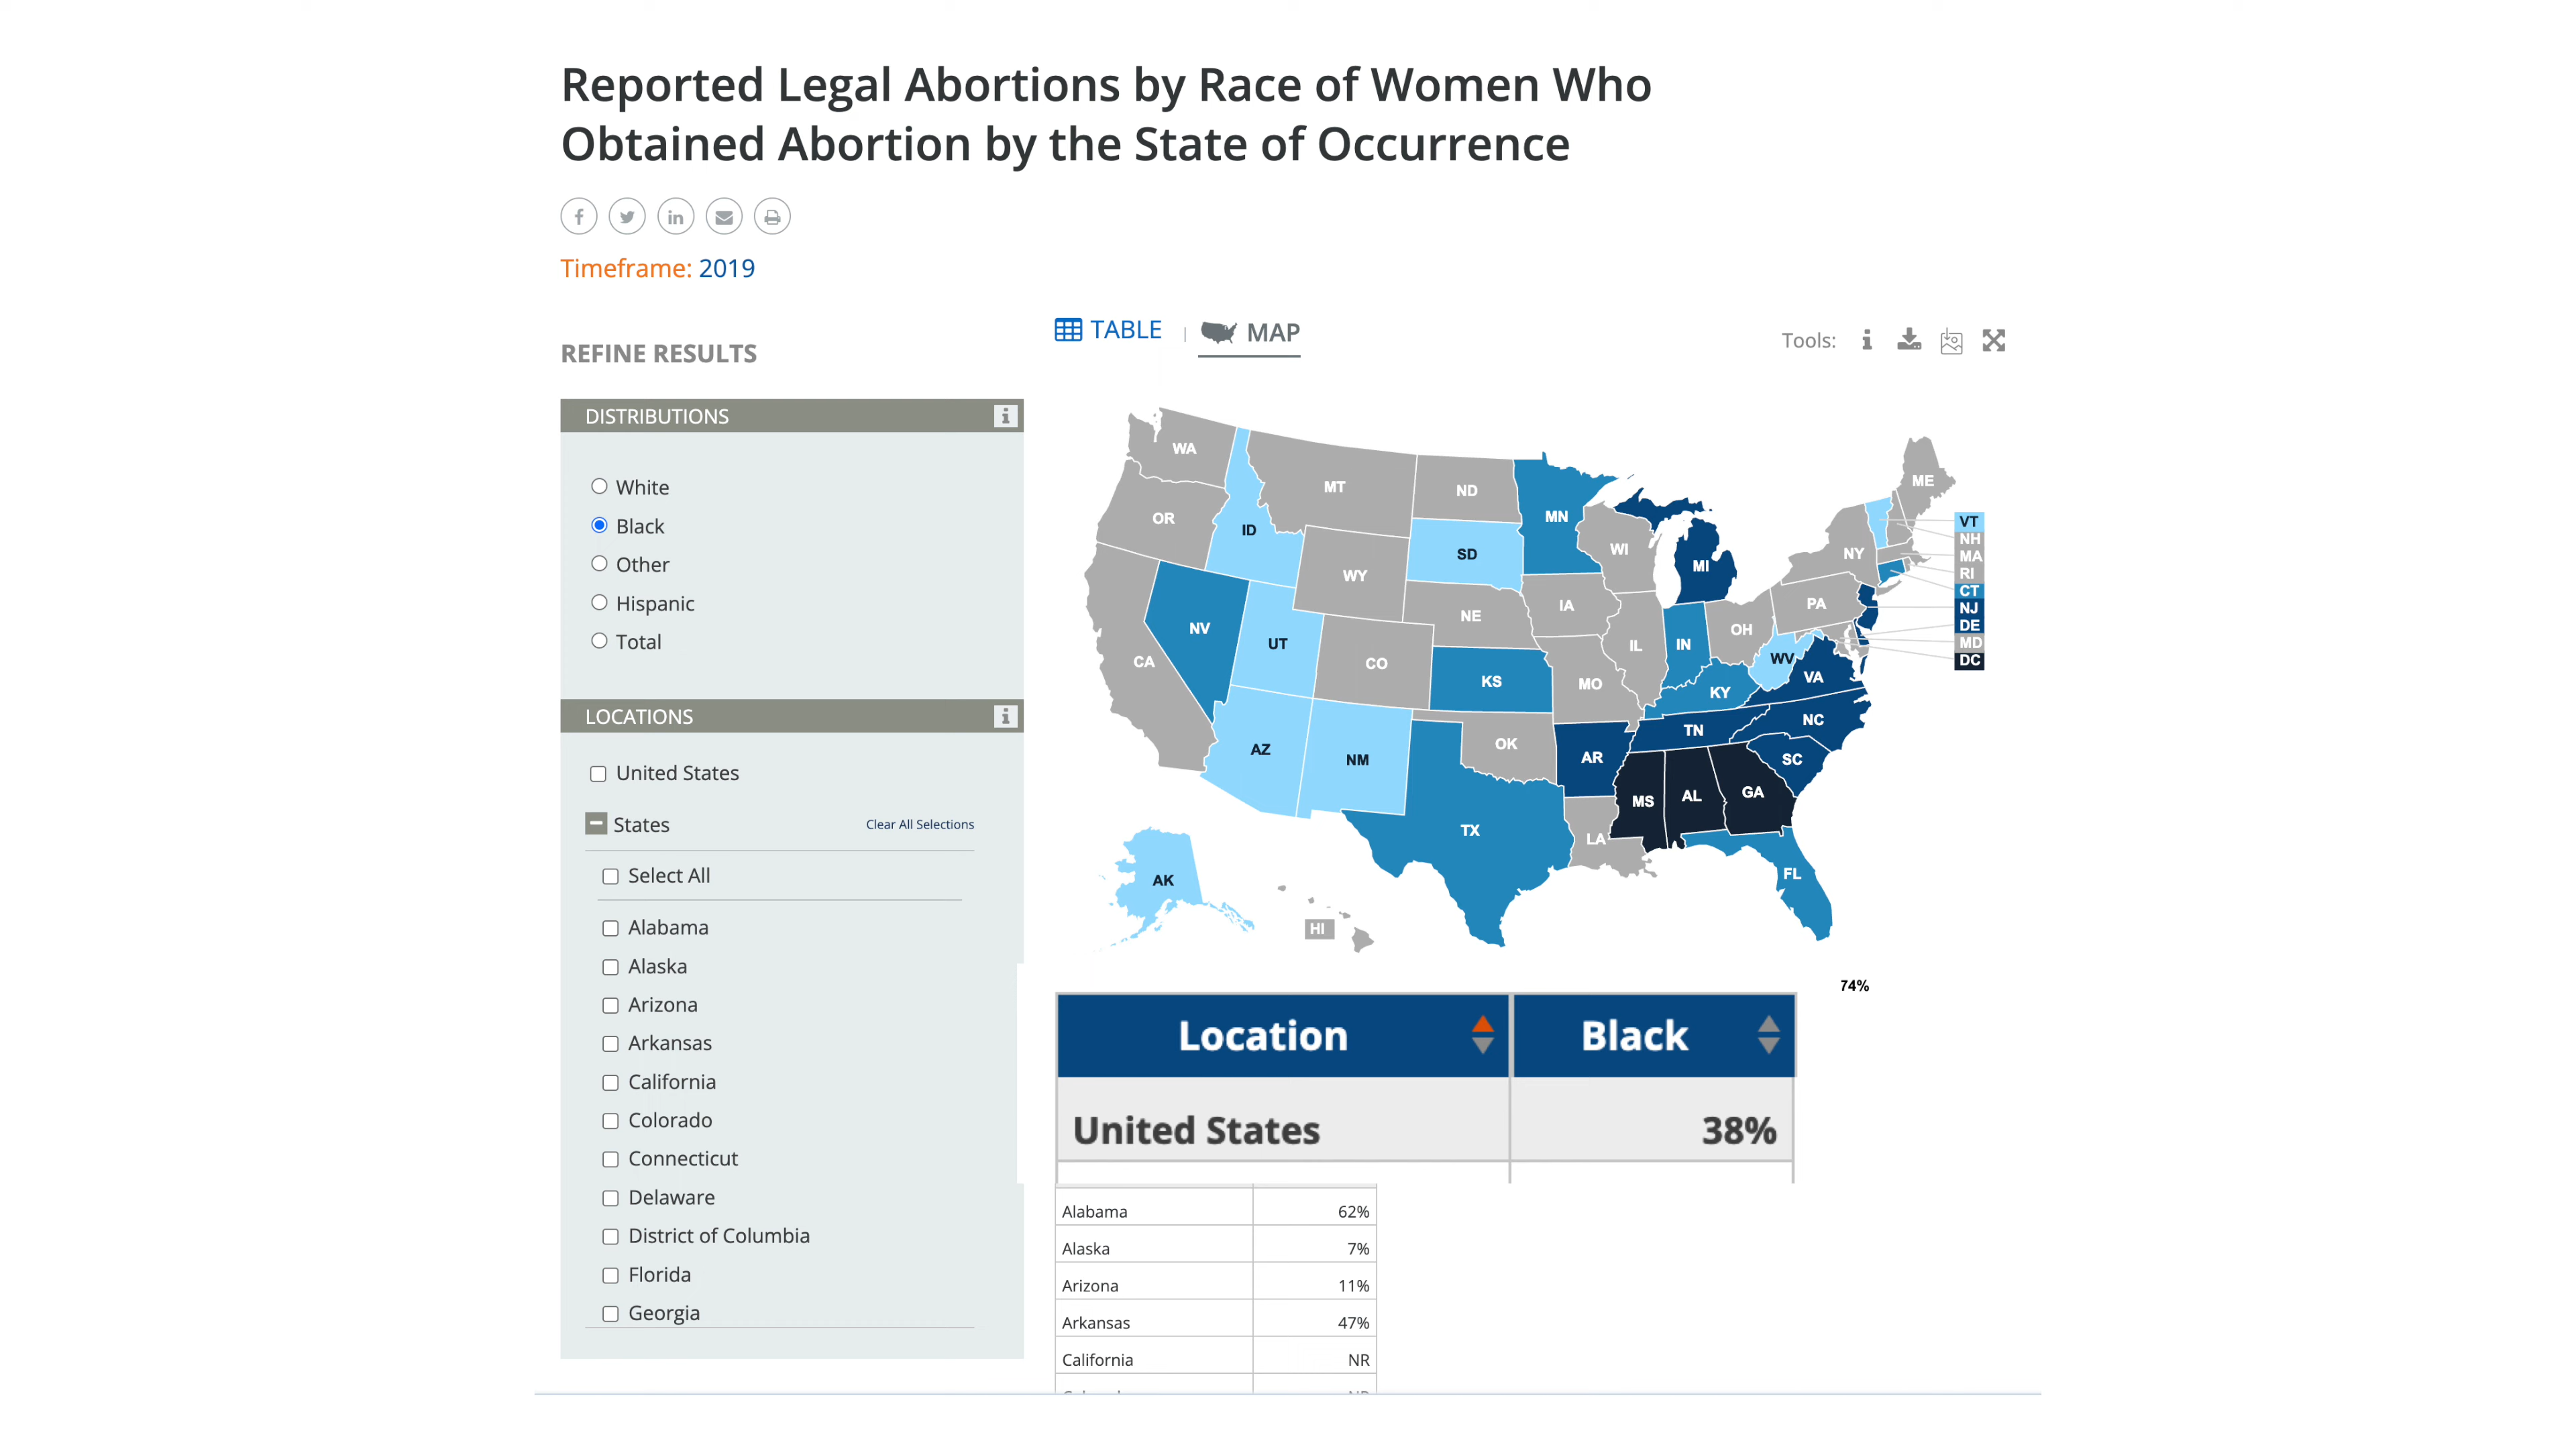 Reported Legal Abortions by Race of Women Who
Obtained Abortion by the State of Occurrence
Timeframe: 2019
REFINE RESULTS
TABLE | MAP
Tools:
DISTRIBUTIONS
White
Black
Other
Hispanic
Total
LOCATIONS
United States
States
Clear All Selections
Select All
Alabama
Alaska
Arizona
Arkansas
California
Colorado
Connecticut
Delaware
District of Columbia
Florida
Georgia
WA
OR
CA
NV
ID
MT
WY
UT
AZ
CO
NM
ND
SD
NE
KS
OK
TX
MN
IA
MO
AR
LA
WI
IL
MI
IN
OH
KY
TN
MS
AL
GA
FL
SC
NC
VA
WV
PA
NY
ME
VT
NH
MA
RI
CT
NJ
DE
MD
DC
AK
HI
74%
Location Black
United States 38%
Alabama 62%
Alaska 7%
Arizona 11%
Arkansas 47%
California NR